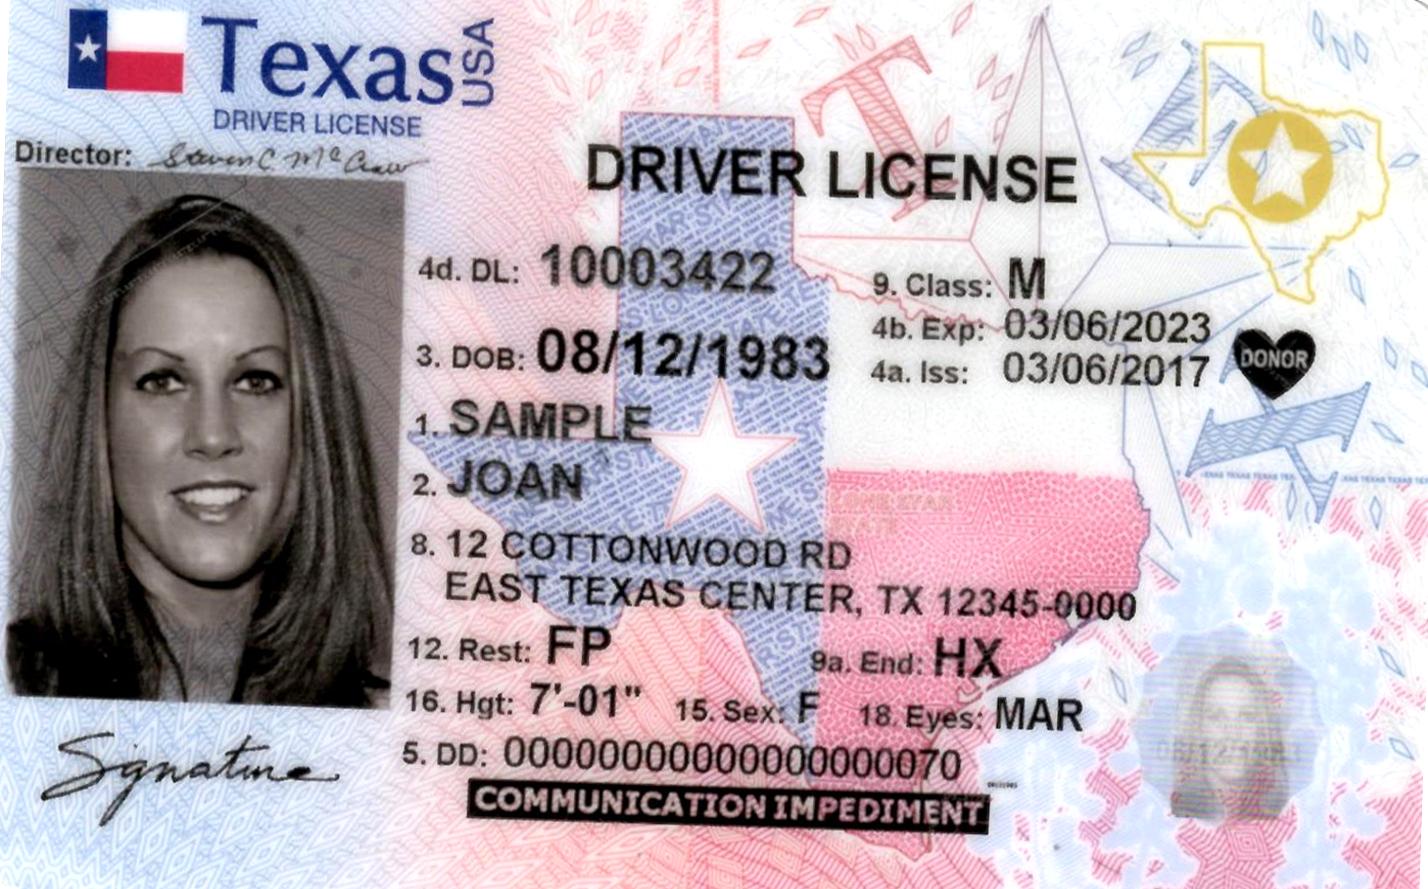 Texas USA
DRIVER LICENSE
Director: Steven C McCraw
DRIVER LICENSE
4d. DL: 10003422
9. Class: M
3. DOB: 08/12/1983
4b. Exp: 03/06/2023
4a. Iss: 03/06/2017
DONOR
1. SAMPLE
2. JOAN
8. 12 COTTONWOOD RD
EAST TEXAS CENTER, TX 12345-0000
12. Rest: FP
9a. End: HX
16. Hgt: 7'-01" 15. Sex: F 18. Eyes: MAR
5. DD: 00000000000000000070
COMMUNICATION IMPEDIMENT
Signature